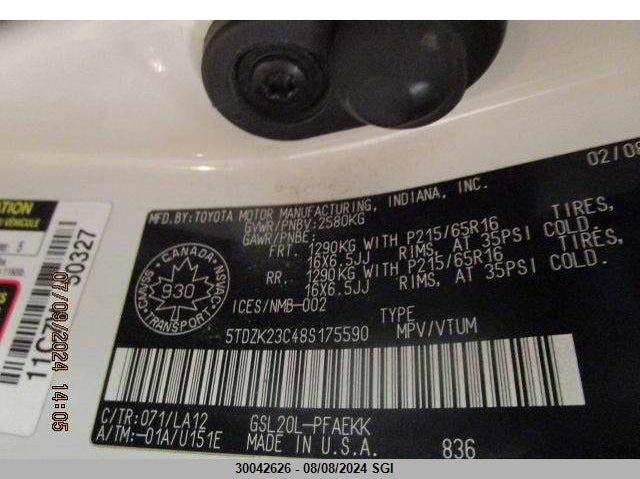 02/08
MFD.BY:TOYOTA MOTOR MANUFACTURING, INDIANA, INC.
GVWR/PNBV:2580KG
GAWR/PNBE:
FRT. 1290KG WITH P215/65R16 TIRES,
16X6.5JJ RIMS, AT 35PSI COLD.
RR. 1290KG WITH P215/65R16 TIRES,
16X6.5JJ RIMS, AT 35PSI COLD.
ICES/NMB-002
CANADA
930
TRANSPORT
TYPE
5TDZK23C48S175590 MPV/VTUM
C/TR:071/LA12 GSL20L-PFAEKK
A/TM:-01A/U151E MADE IN U.S.A. 836
07/09/2024 14:05
30042626 - 08/08/2024 SGI